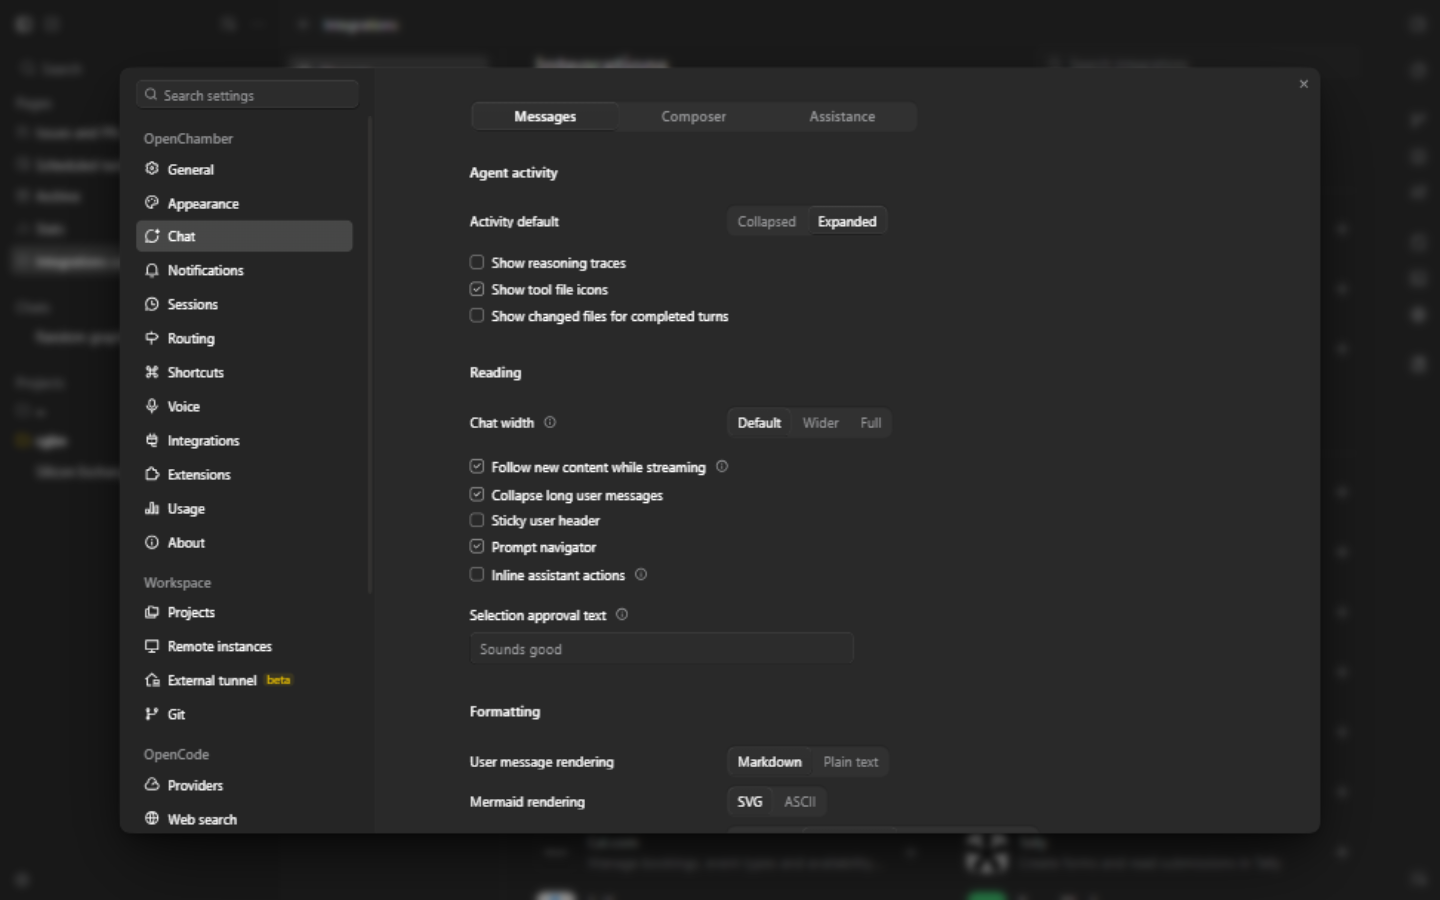 Integrations
Search settings
OpenChamber
General
Appearance
Chat
Notifications
Sessions
Routing
Shortcuts
Voice
Integrations
Extensions
Usage
About
Workspace
Projects
Remote instances
External tunnel beta
Git
OpenCode
Providers
Web search
Messages Composer Assistance
Agent activity
Activity default Collapsed Expanded
Show reasoning traces
Show tool file icons
Show changed files for completed turns
Reading
Chat width Default Wider Full
Follow new content while streaming
Collapse long user messages
Sticky user header
Prompt navigator
Inline assistant actions
Selection approval text
Sounds good
Formatting
User message rendering Markdown Plain text
Mermaid rendering SVG ASCII